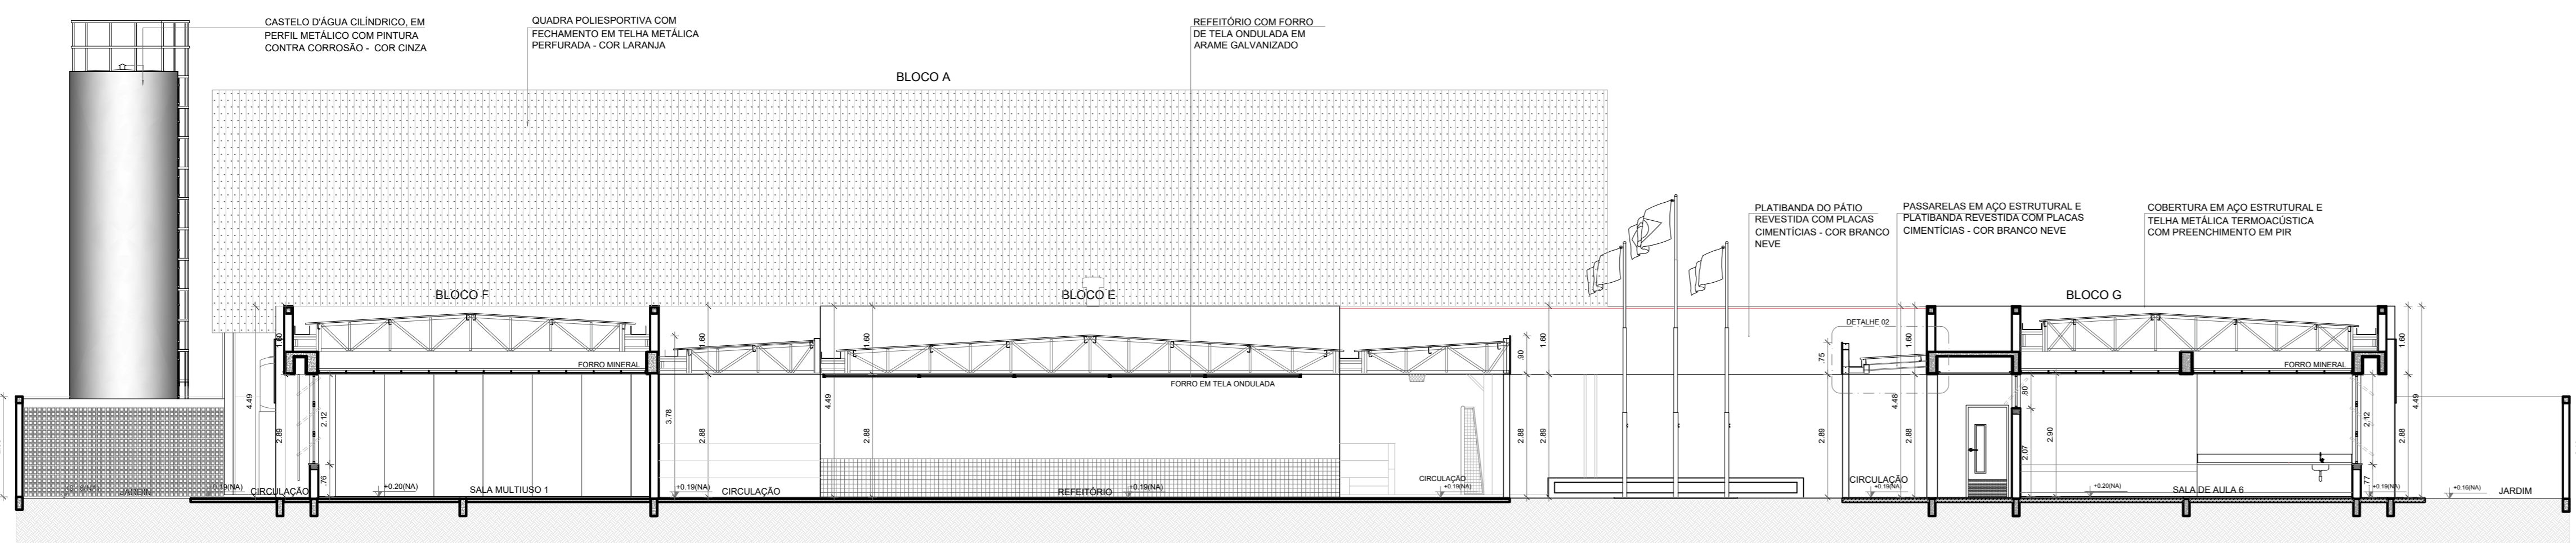 CASTELO D'ÁGUA CILÍNDRICO, EM
PERFIL METÁLICO COM PINTURA
CONTRA CORROSÃO - COR CINZA
QUADRA POLIESPORTIVA COM
FECHAMENTO EM TELHA METÁLICA
PERFURADA - COR LARANJA
REFEITÓRIO COM FORRO
DE TELA ONDULADA EM
ARAME GALVANIZADO
BLOCO A
PLATIBANDA DO PÁTIO
REVESTIDA COM PLACAS
CIMENTÍCIAS - COR BRANCO
NEVE
PASSARELAS EM AÇO ESTRUTURAL E
PLATIBANDA REVESTIDA COM PLACAS
CIMENTÍCIAS - COR BRANCO NEVE
COBERTURA EM AÇO ESTRUTURAL E
TELHA METÁLICA TERMOACÚSTICA
COM PREENCHIMENTO EM PIR
BLOCO F
BLOCO E
BLOCO G
DETALHE 02
1.60
1.60
.90
1.60
.75
1.60
1.60
FORRO MINERAL
FORRO EM TELA ONDULADA
FORRO MINERAL
4.49
2.89
2.12
.76
3.78
2.88
4.49
2.88
2.88
2.89
2.89
4.48
2.88
.80
2.07
2.90
2.12
.77
2.88
4.49
JARDIM
+0.19(NA)
CIRCULAÇÃO
+0.20(NA)
SALA MULTIUSO 1
+0.19(NA)
CIRCULAÇÃO
REFEITÓRIO
+0.19(NA)
CIRCULAÇÃO
+0.19(NA)
CIRCULAÇÃO
+0.19(NA)
+0.20(NA)
SALA DE AULA 6
+0.19(NA)
+0.16(NA)
JARDIM